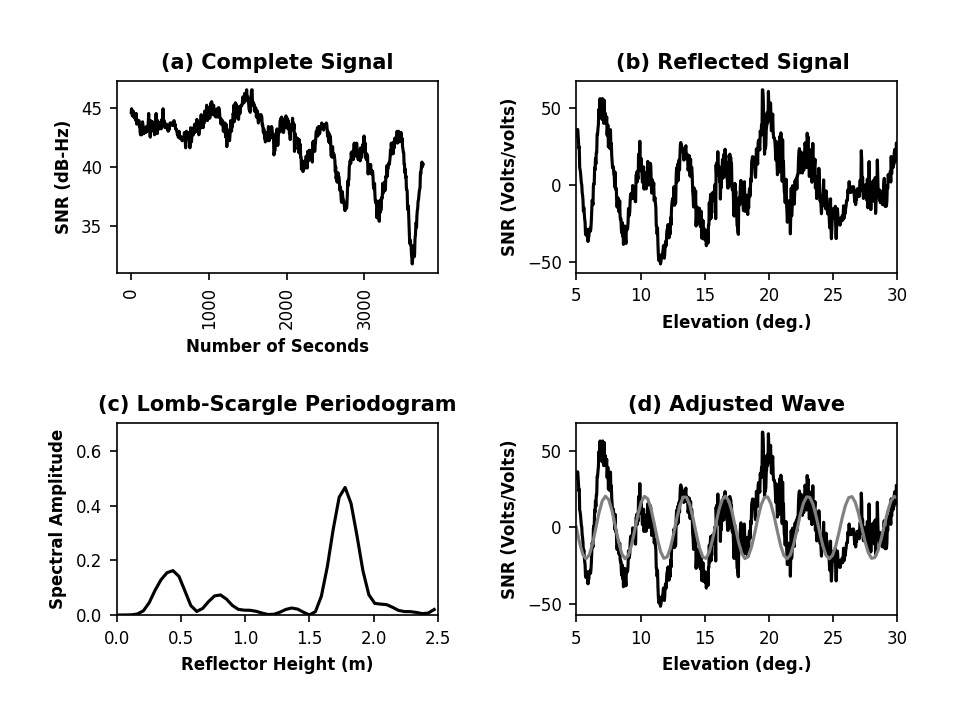 (a) Complete Signal
SNR (dB-Hz)
45
40
35
0
1000
2000
3000
Number of Seconds
(b) Reflected Signal
SNR (Volts/volts)
50
0
−50
5 10 15 20 25 30
Elevation (deg.)
(c) Lomb-Scargle Periodogram
Spectral Amplitude
0.6
0.4
0.2
0.0
0.0 0.5 1.0 1.5 2.0 2.5
Reflector Height (m)
(d) Adjusted Wave
SNR (Volts/Volts)
50
0
−50
5 10 15 20 25 30
Elevation (deg.)